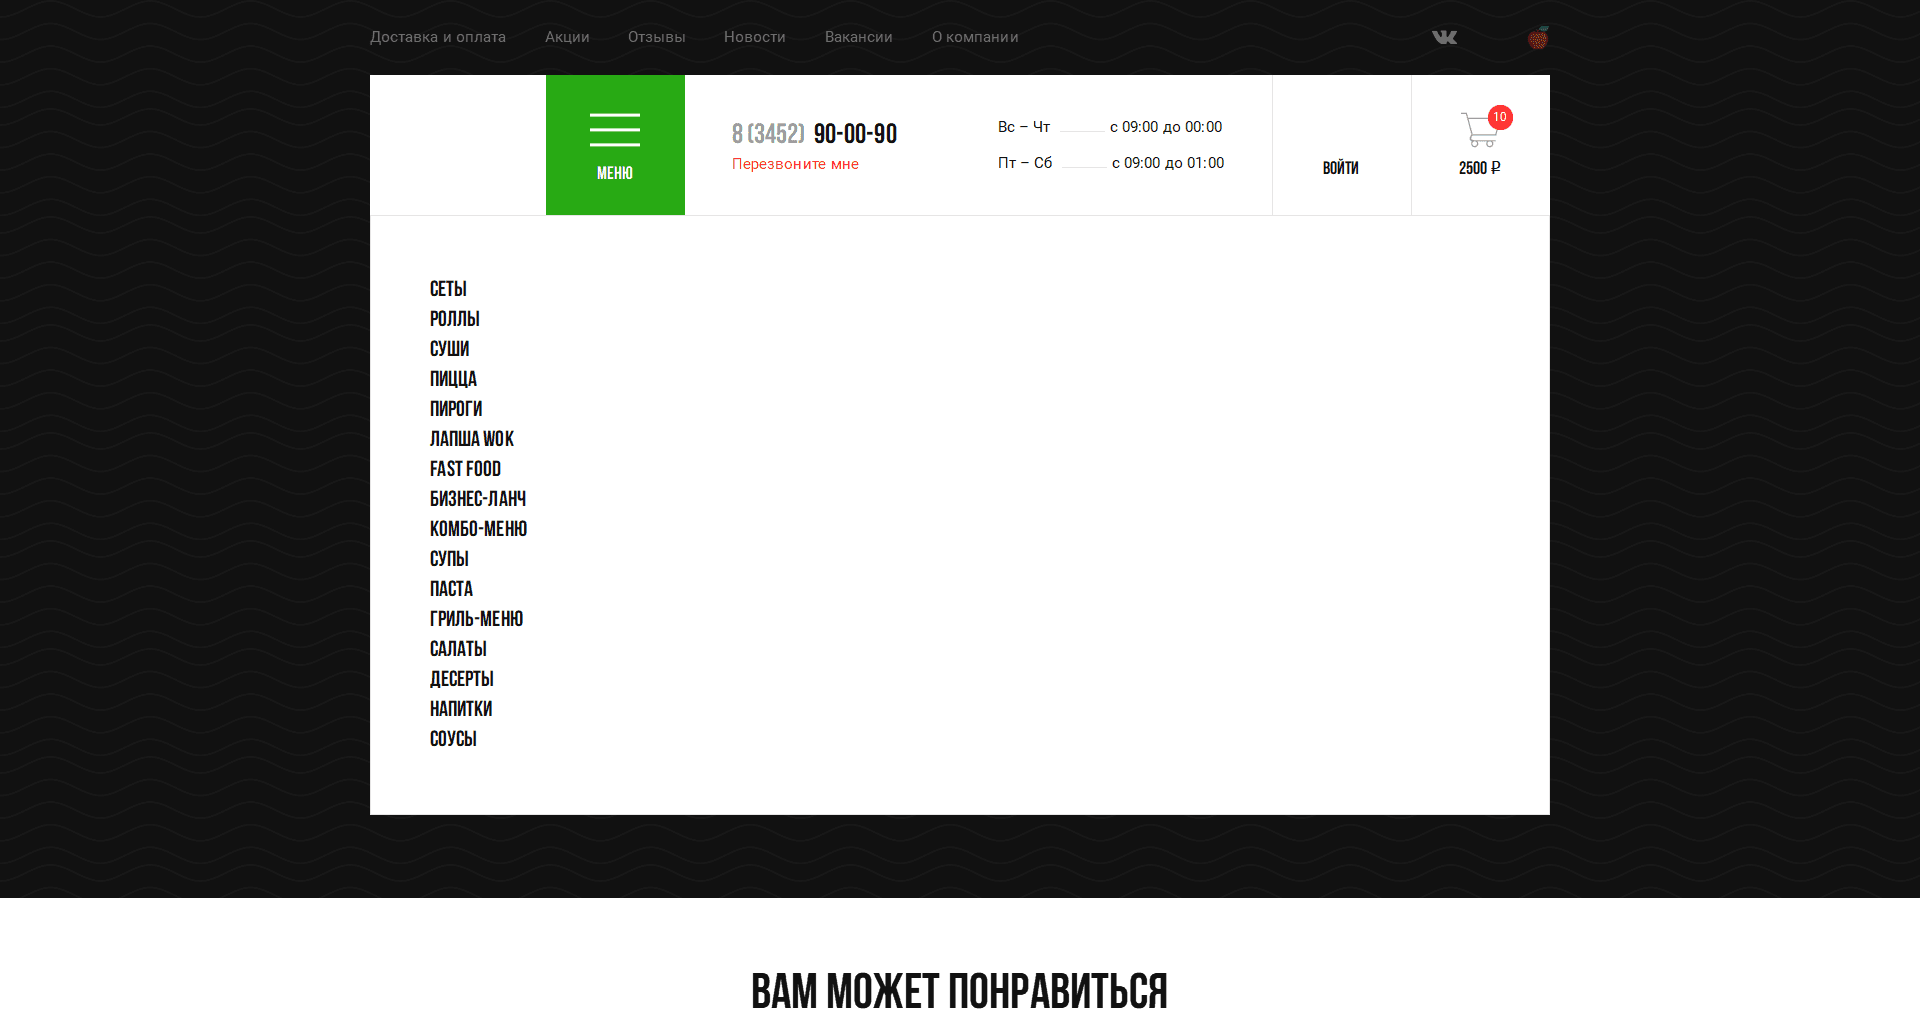 Доставка и оплата Акции Отзывы Новости Вакансии О компании
МЕНЮ
8 (3452) 90-00-90
Перезвоните мне
Вс – Чт с 09:00 до 00:00
Пт – Сб с 09:00 до 01:00
ВОЙТИ
10
2500 ₽
СЕТЫ
РОЛЛЫ
СУШИ
ПИЦЦА
ПИРОГИ
ЛАПША WOK
FAST FOOD
БИЗНЕС-ЛАНЧ
КОМБО-МЕНЮ
СУПЫ
ПАСТА
ГРИЛЬ-МЕНЮ
САЛАТЫ
ДЕСЕРТЫ
НАПИТКИ
СОУСЫ
ВАМ МОЖЕТ ПОНРАВИТЬСЯ